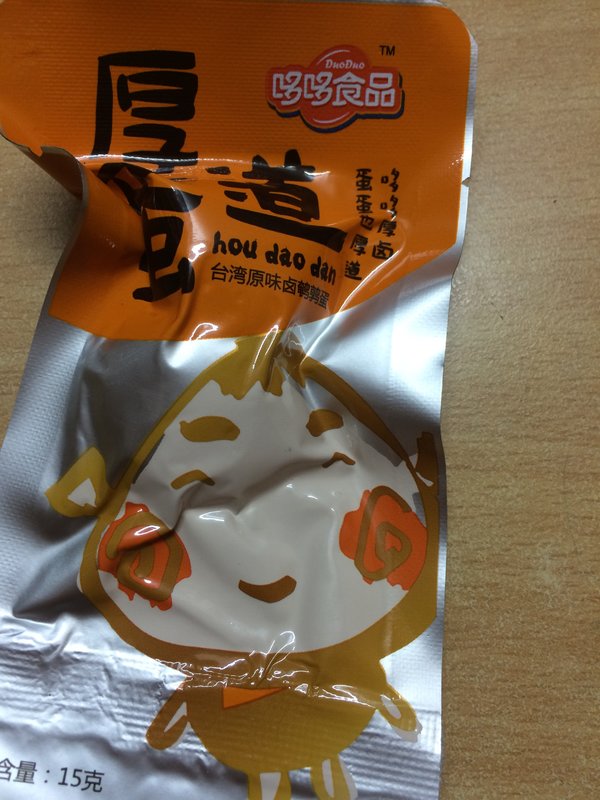 DuoDuo
TM
哆哆食品
厚道
蛋
hou dao dan
台湾原味卤鹌鹑蛋
哆哆厚卤
蛋蛋也厚道
含量：15克